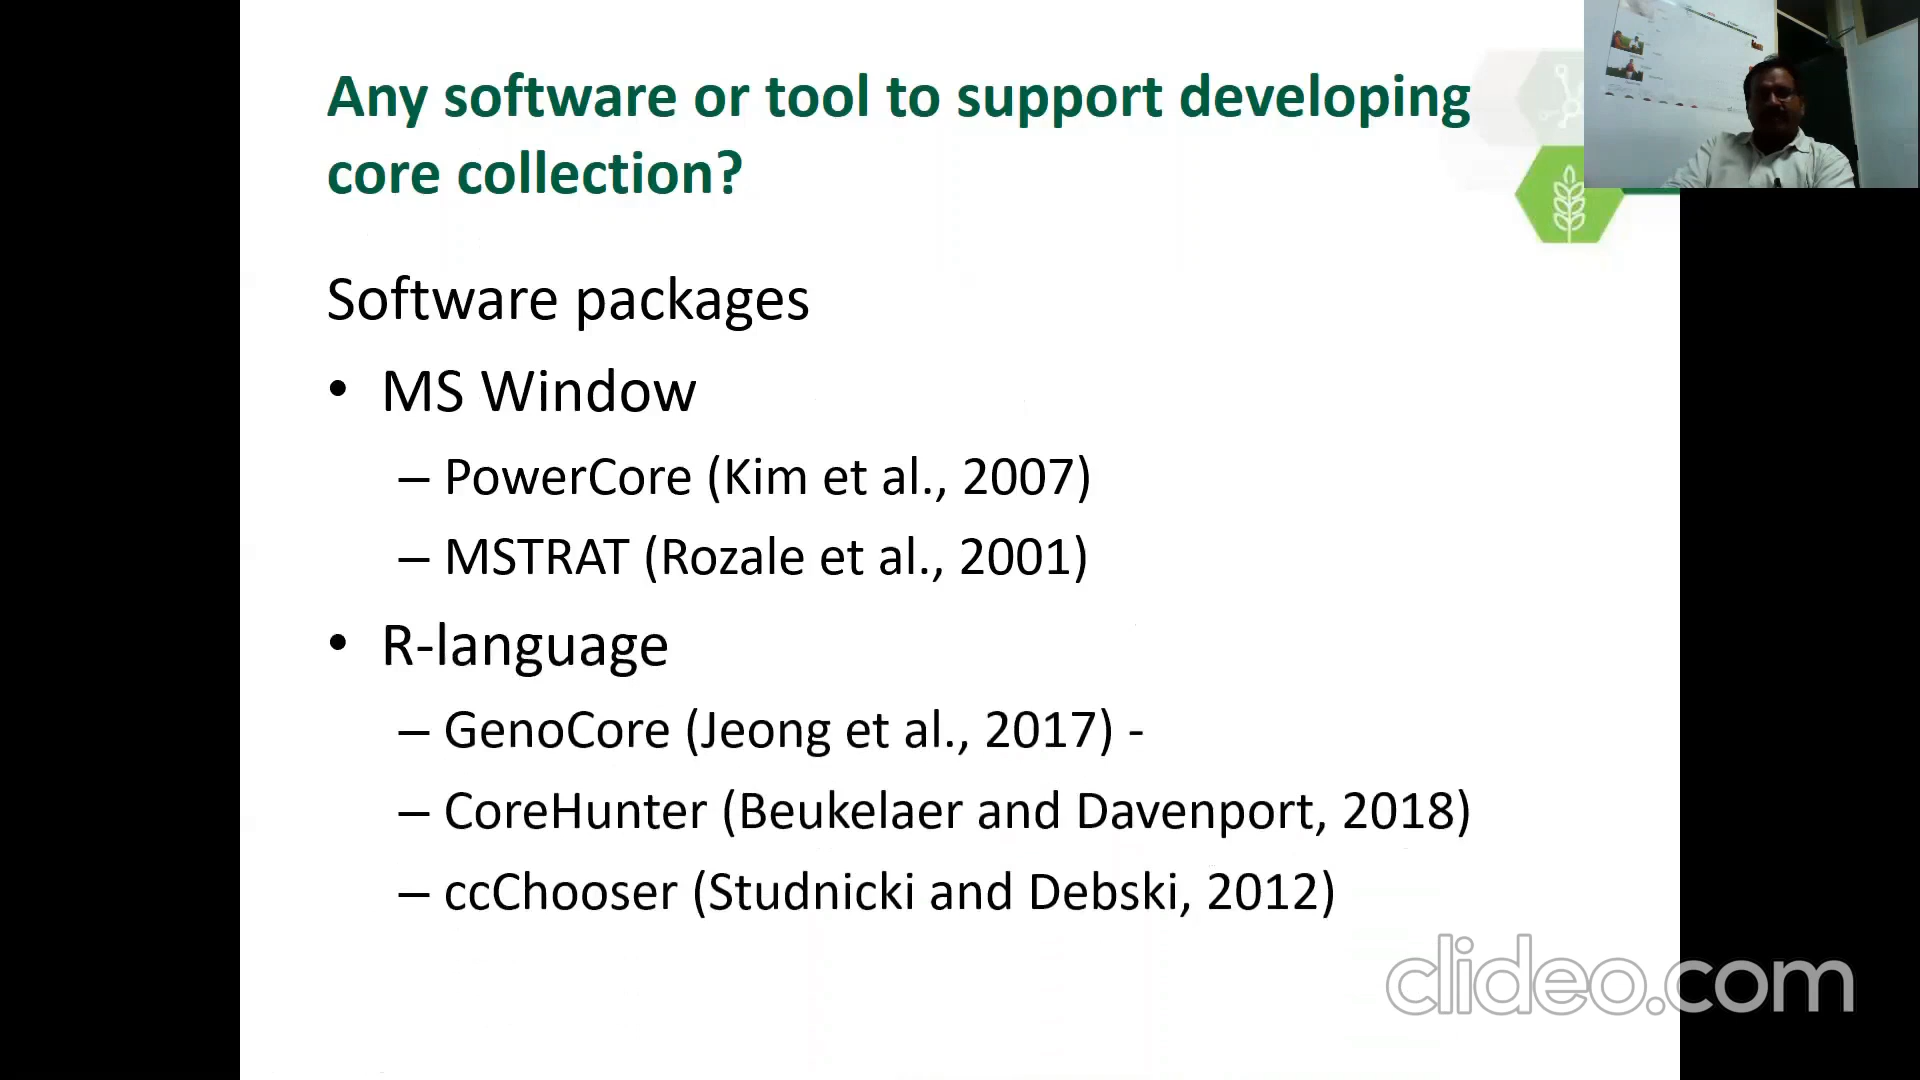 Any software or tool to support developing
core collection?
Software packages
• MS Window
– PowerCore (Kim et al., 2007)
– MSTRAT (Rozale et al., 2001)
• R-language
– GenoCore (Jeong et al., 2017) -
– CoreHunter (Beukelaer and Davenport, 2018)
– ccChooser (Studnicki and Debski, 2012)
clideo.com